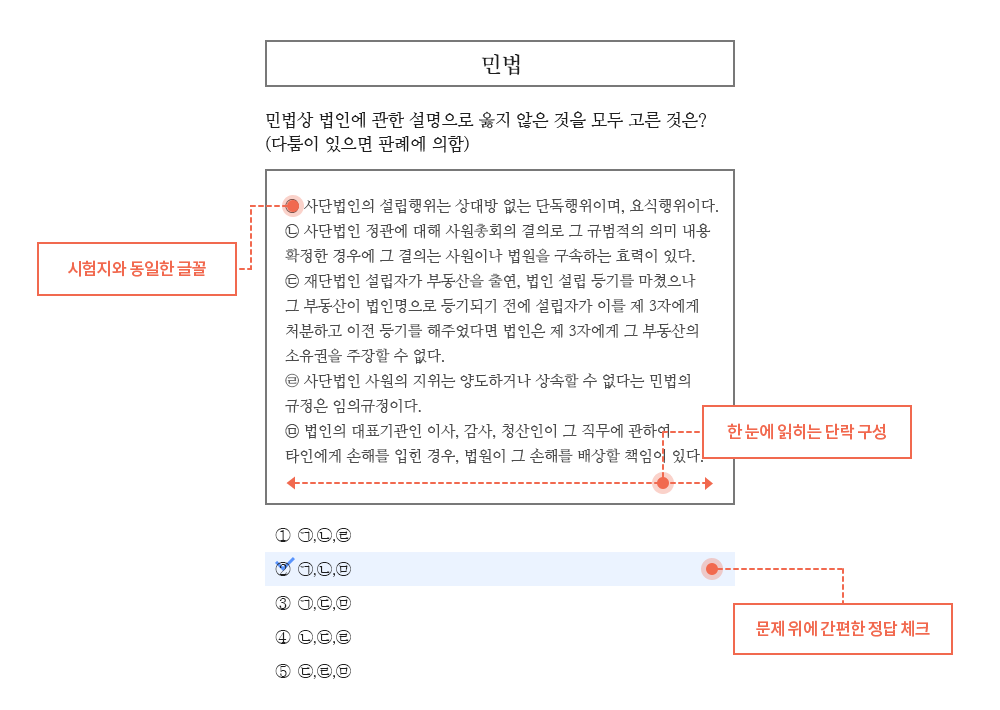 민법
민법상 법인에 관한 설명으로 옳지 않은 것을 모두 고른 것은?
(다툼이 있으면 판례에 의함)
사단법인의 설립행위는 상대방 없는 단독행위이며, 요식행위이다.
시험지와 동일한 글꼴
㉡ 사단법인 정관에 대해 사원총회의 결의로 그 규범적의 의미 내용
확정한 경우에 그 결의는 사원이나 법원을 구속하는 효력이 있다.
㉢ 재단법인 설립자가 부동산을 출연, 법인 설립 등기를 마쳤으나
그 부동산이 법인명으로 등기되기 전에 설립자가 이를 제 3자에게
처분하고 이전 등기를 해주었다면 법인은 제 3자에게 그 부동산의
소유권을 주장할 수 없다.
㉣ 사단법인 사원의 지위는 양도하거나 상속할 수 없다는 민법의
규정은 임의규정이다.
㉤ 법인의 대표기관인 이사, 감사, 청산인이 그 직무에 관하여
타인에게 손해를 입힌 경우, 법원이 그 손해를 배상할 책임이 있다.
한 눈에 읽히는 단락 구성
① ㉠,㉡,㉣
② ㉠,㉡,㉤
③ ㉠,㉢,㉤
④ ㉡,㉢,㉣
⑤ ㉢,㉣,㉤
문제 위에 간편한 정답 체크